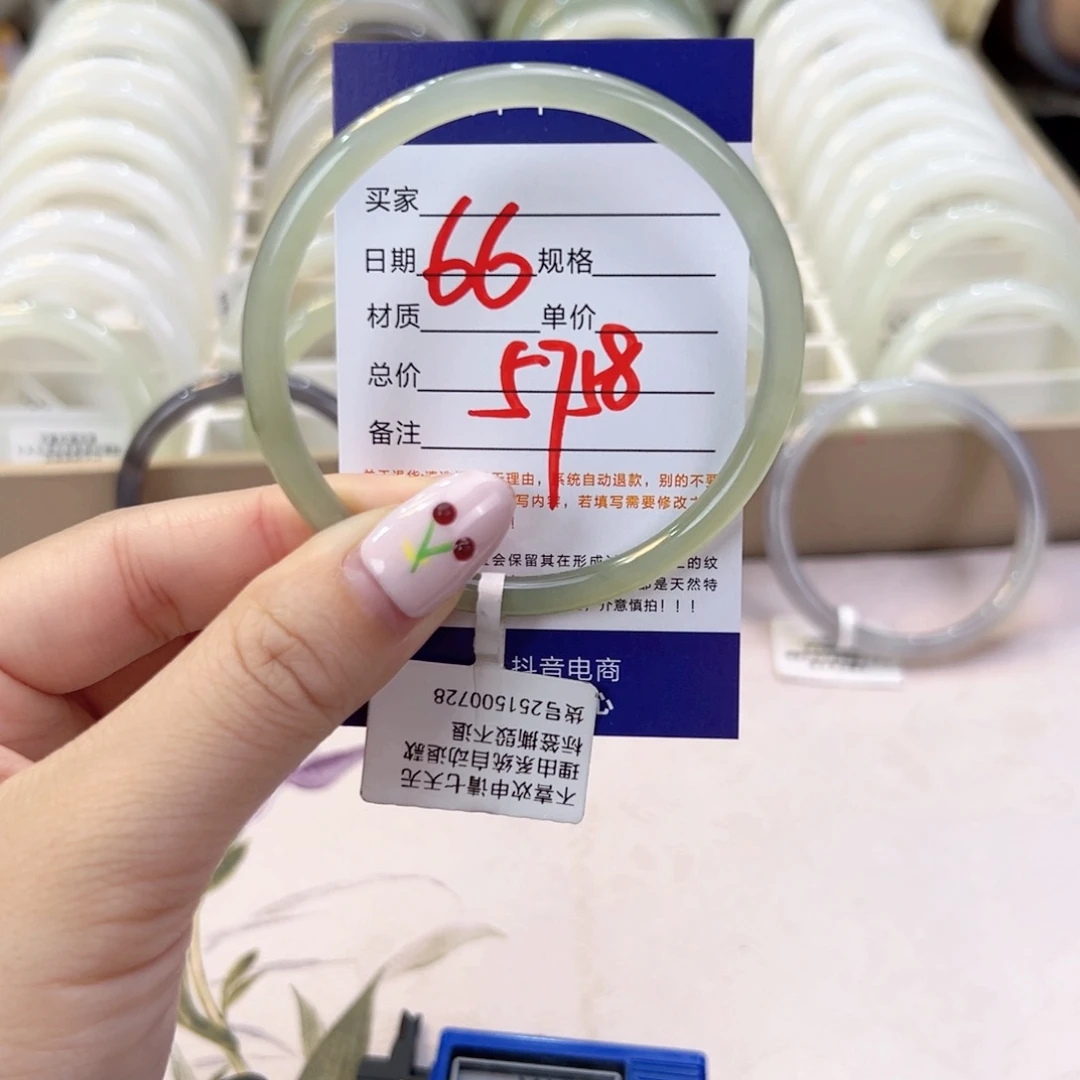 买家
66
日期 规格
材质 单价
57.58
总价
备注
理由，系统自动退款，别的不要
写内容，若填写需要修改
会保留其在形成 的纹
都是天然特
介意慎拍！！！
抖音电商
货号251500728
标签撕毁不退
理由系统自动退款
不喜欢申请七天无